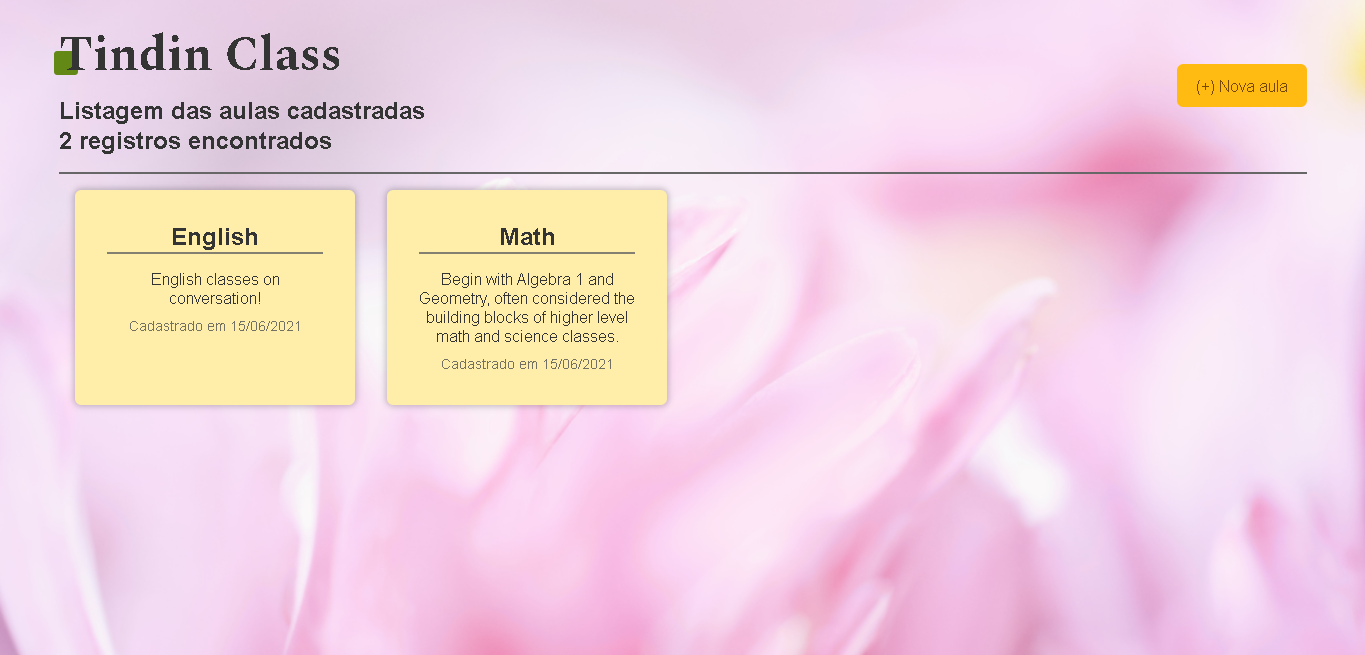 Tindin Class
Listagem das aulas cadastradas
2 registros encontrados
(+) Nova aula
English
English classes on
conversation!
Cadastrado em 15/06/2021
Math
Begin with Algebra 1 and
Geometry, often considered the
building blocks of higher level
math and science classes.
Cadastrado em 15/06/2021